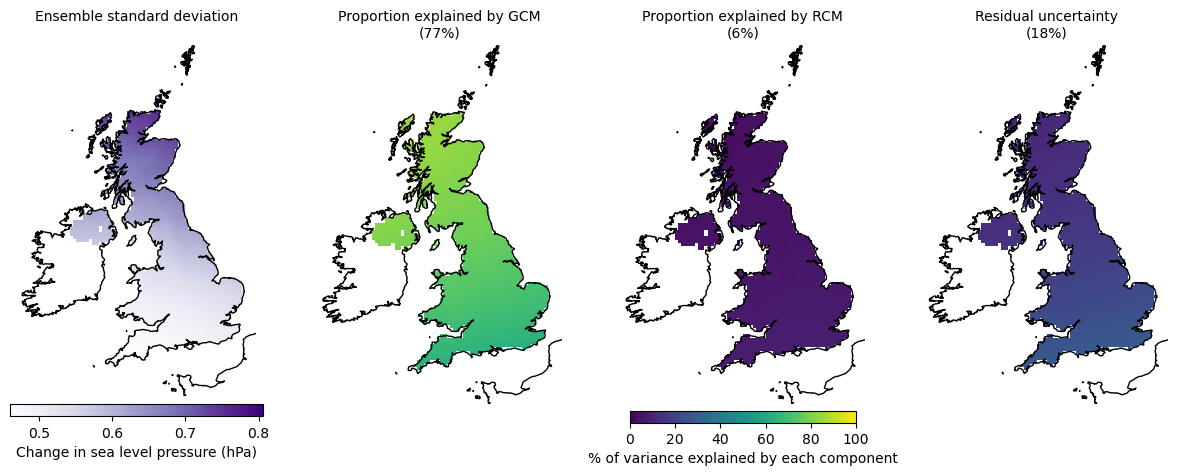 Ensemble standard deviation
Proportion explained by GCM
(77%)
Proportion explained by RCM
(6%)
Residual uncertainty
(18%)
0.5 0.6 0.7 0.8
Change in sea level pressure (hPa)
0 20 40 60 80 100
% of variance explained by each component